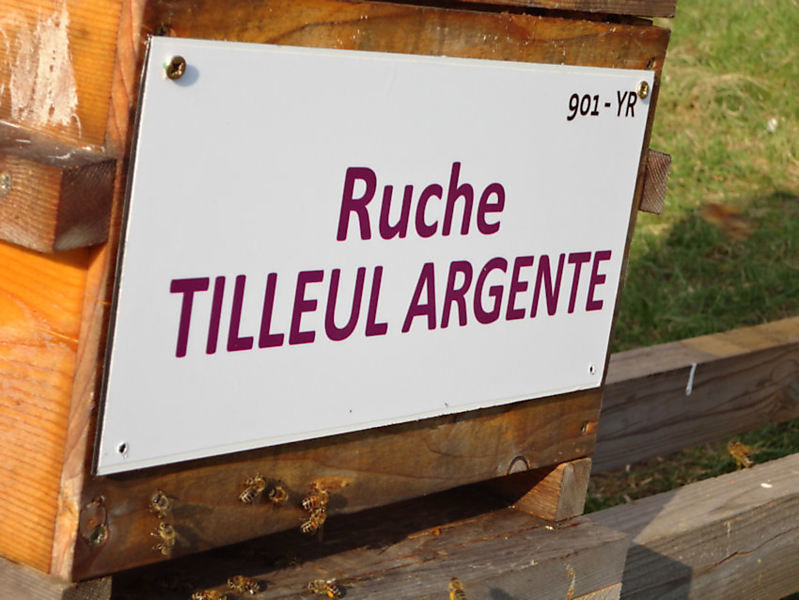 901 - YR
Ruche
TILLEUL ARGENTE